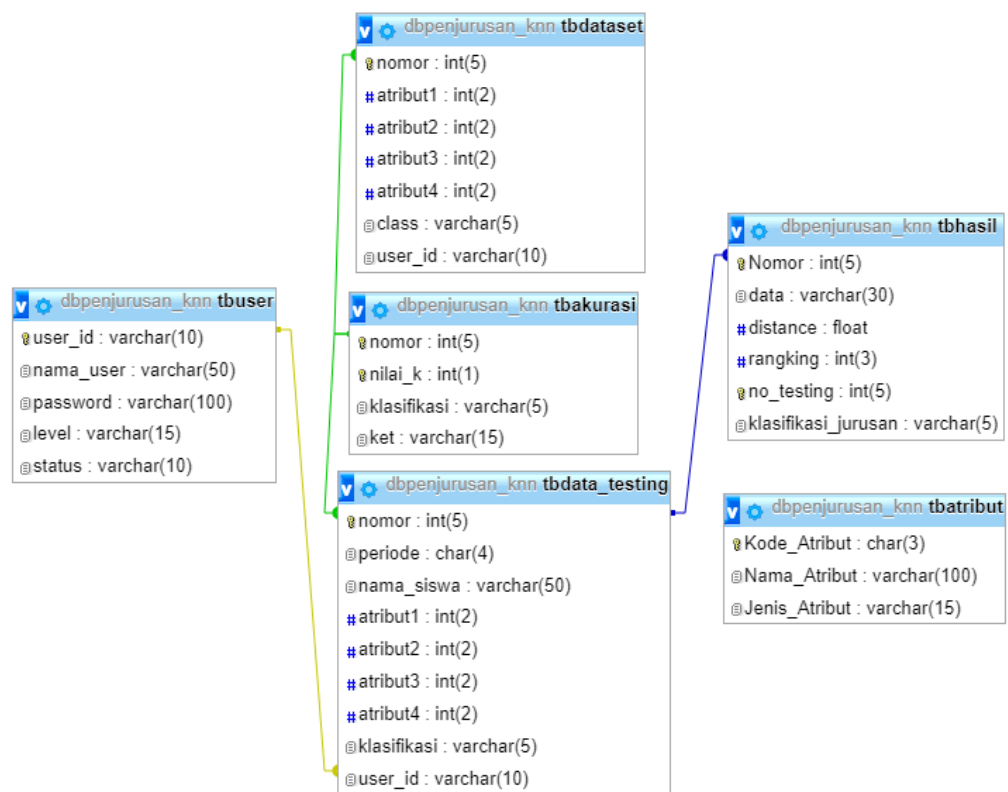 dbpenjurusan_knn tbdataset
nomor : int(5)
atribut1 : int(2)
atribut2 : int(2)
atribut3 : int(2)
atribut4 : int(2)
class : varchar(5)
user_id : varchar(10)
dbpenjurusan_knn tbuser
user_id : varchar(10)
nama_user : varchar(50)
password : varchar(100)
level : varchar(15)
status : varchar(10)
dbpenjurusan_knn tbakurasi
nomor : int(5)
nilai_k : int(1)
klasifikasi : varchar(5)
ket : varchar(15)
dbpenjurusan_knn tbdata_testing
nomor : int(5)
periode : char(4)
nama_siswa : varchar(50)
atribut1 : int(2)
atribut2 : int(2)
atribut3 : int(2)
atribut4 : int(2)
klasifikasi : varchar(5)
user_id : varchar(10)
dbpenjurusan_knn tbhasil
Nomor : int(5)
data : varchar(30)
distance : float
rangking : int(3)
no_testing : int(5)
klasifikasi_jurusan : varchar(5)
dbpenjurusan_knn tbatribut
Kode_Atribut : char(3)
Nama_Atribut : varchar(100)
Jenis_Atribut : varchar(15)